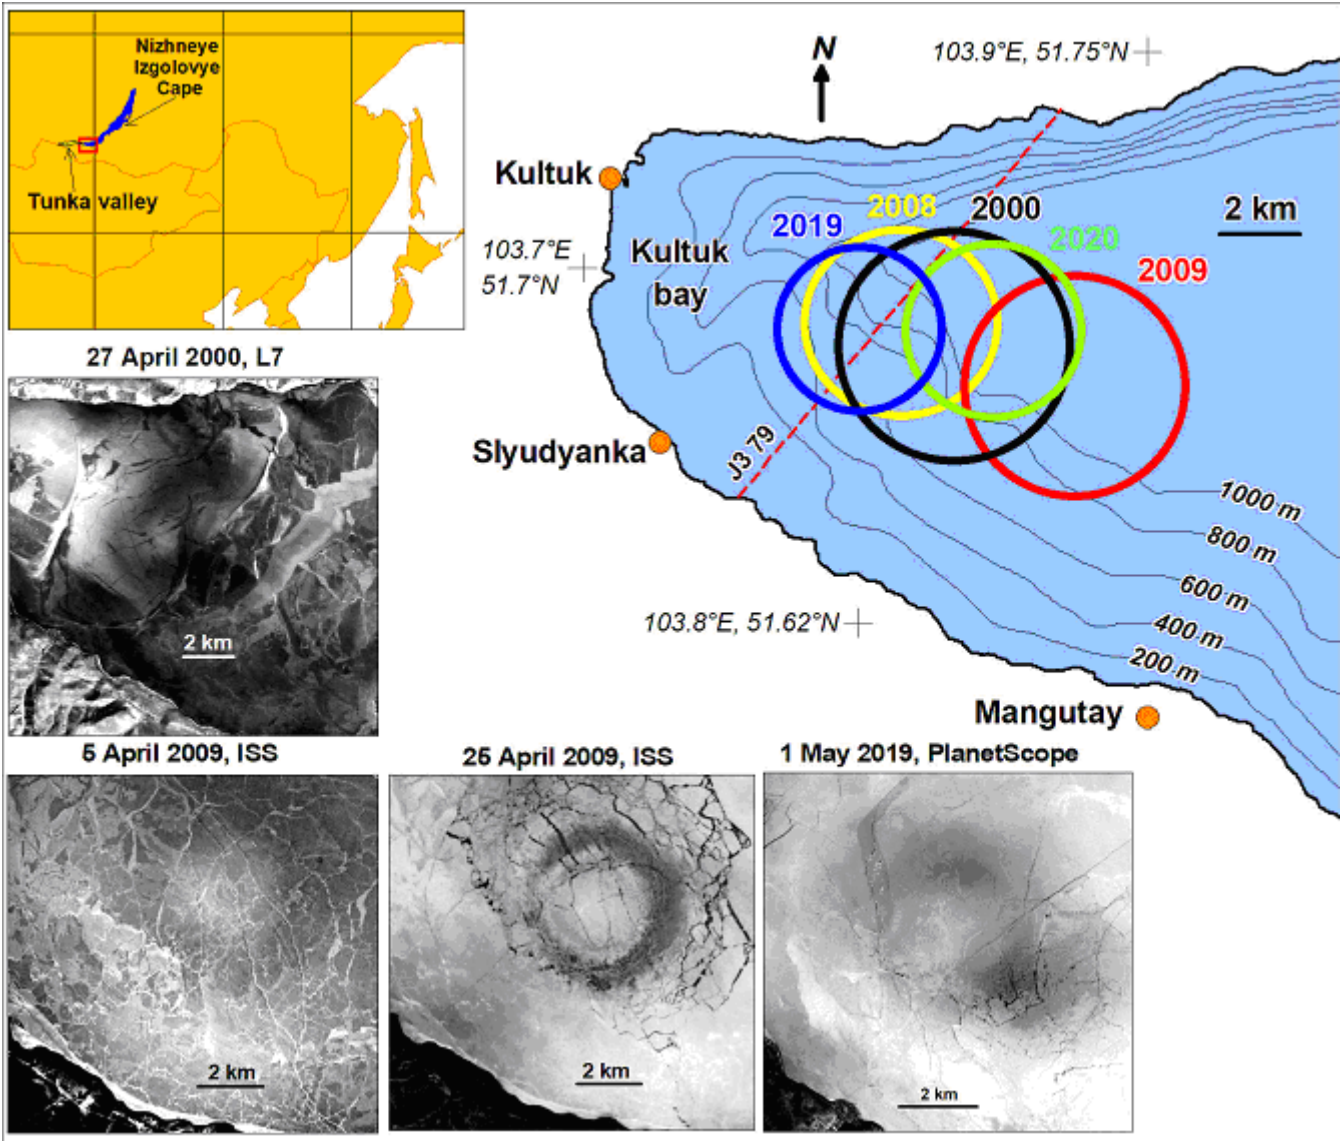 Nizhneye
Izgolovye
Cape
Tunka valley
N
103.9°E, 51.75°N
Kultuk
2019
2008
2000
2020
2009
2 km
103.7°E
51.7°N
Kultuk
bay
27 April 2000, L7
Slyudyanka
J3 79
1000 m
800 m
600 m
400 m
200 m
103.8°E, 51.62°N
2 km
Mangutay
5 April 2009, ISS
25 April 2009, ISS
1 May 2019, PlanetScope
2 km
2 km
2 km